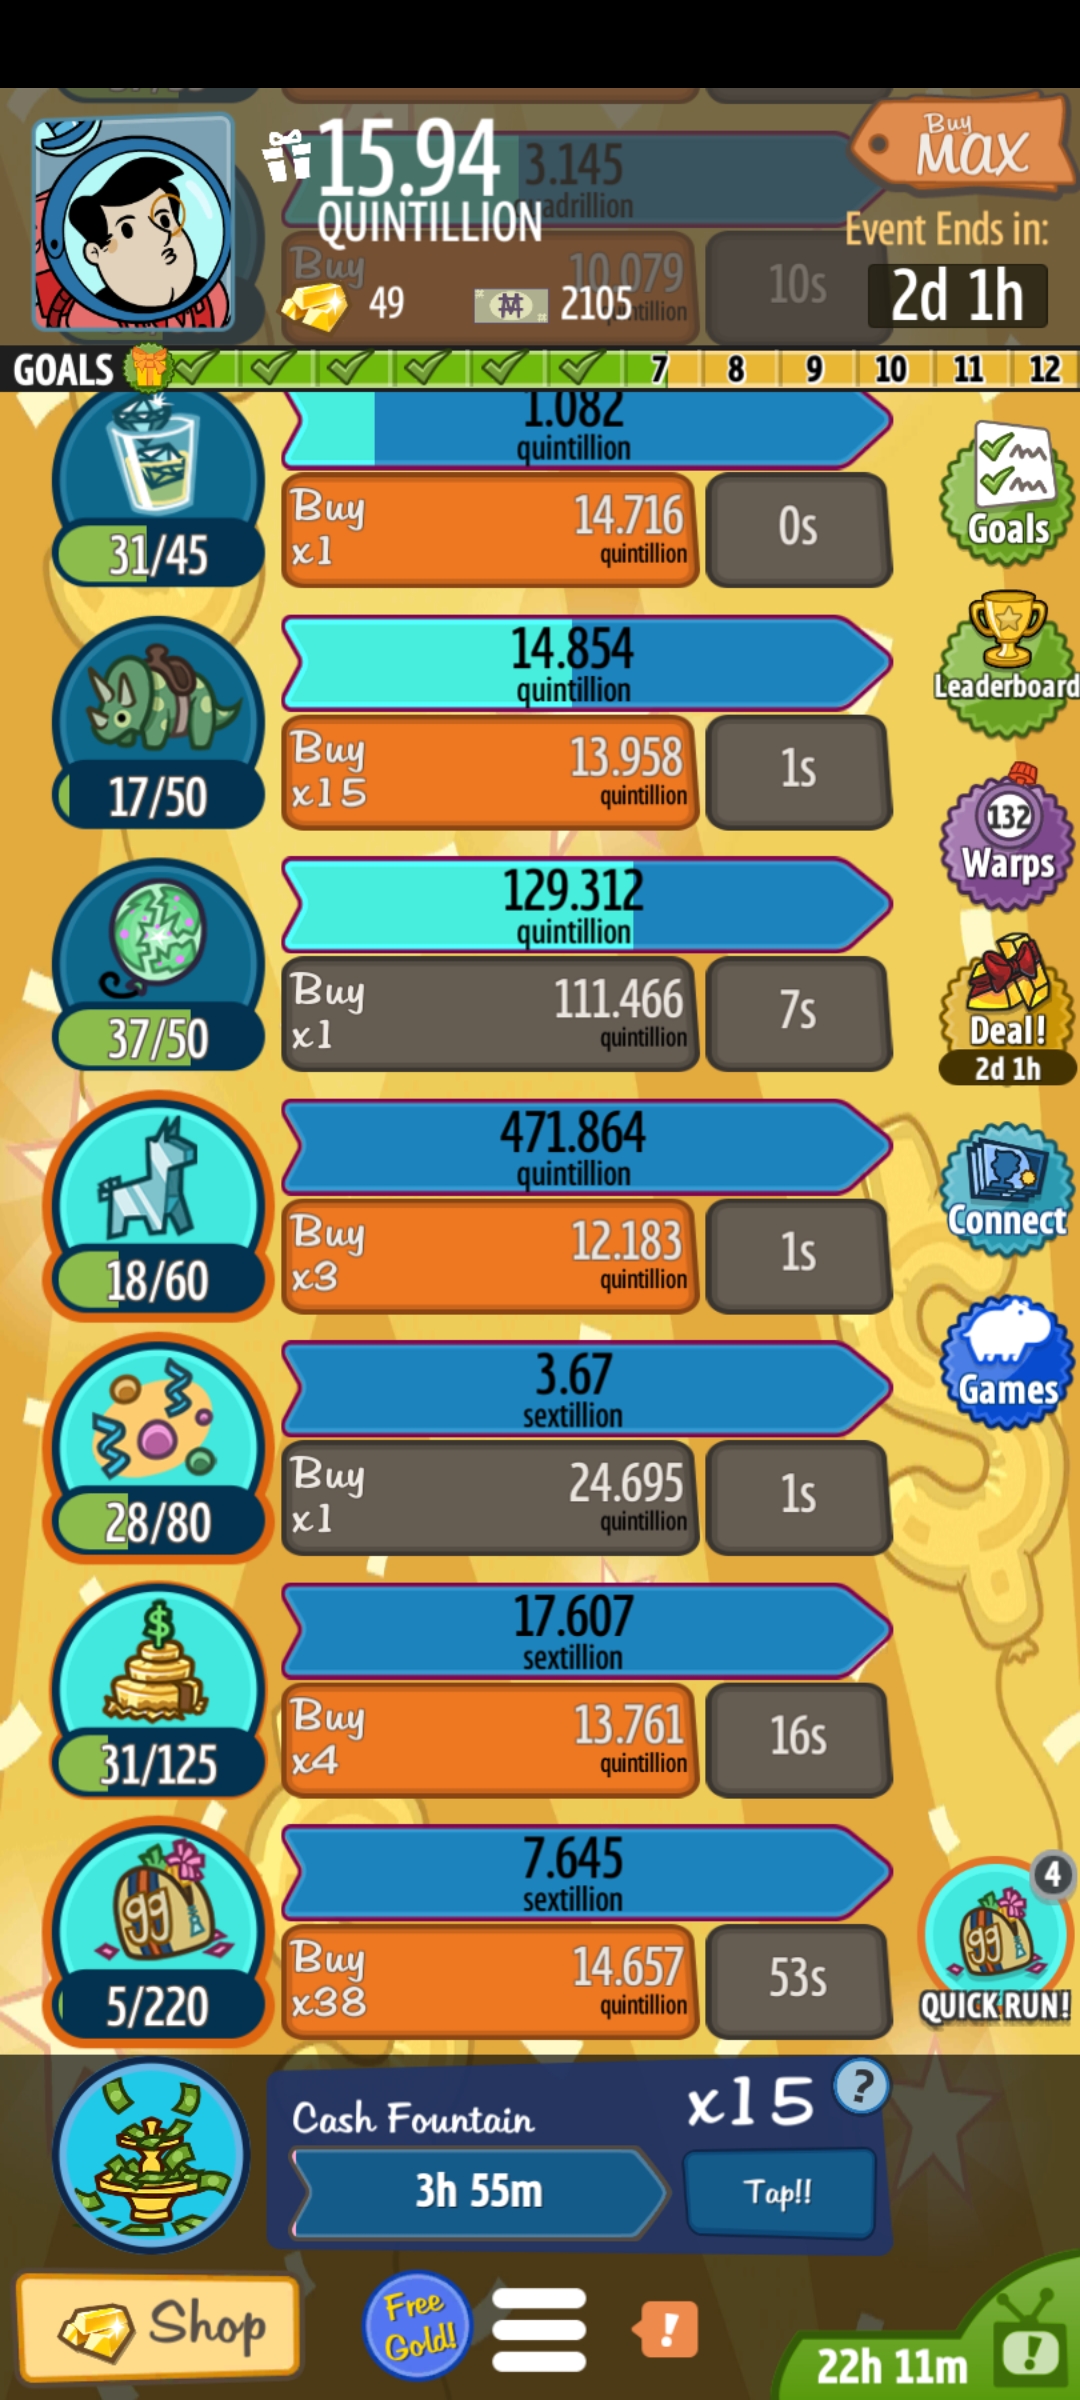 15.94
QUINTILLION
3.145
quadrillion
Buy
MAX
Event Ends in:
2d 1h
Buy
10.079
10s
49
2105
GOALS
7
8
9
10
11
12
1.082
quintillion
31/45
Buy
x1
14.716
quintillion
0s
Goals
14.854
quintillion
17/50
Buy
x15
13.958
quintillion
1s
Leaderboard
129.312
quintillion
37/50
Buy
x1
111.466
quintillion
7s
132
Warps
Deal!
2d 1h
471.864
quintillion
18/60
Buy
x3
12.183
quintillion
1s
Connect
3.67
sextillion
28/80
Buy
x1
24.695
quintillion
1s
Games
$
17.607
sextillion
31/125
Buy
x4
13.761
quintillion
16s
gg
7.645
sextillion
5/220
Buy
x38
14.657
quintillion
53s
4
gg
QUICK RUN!
Cash Fountain
x15
?
3h 55m
Tap!!
Shop
Free
Gold!
!
22h 11m
!